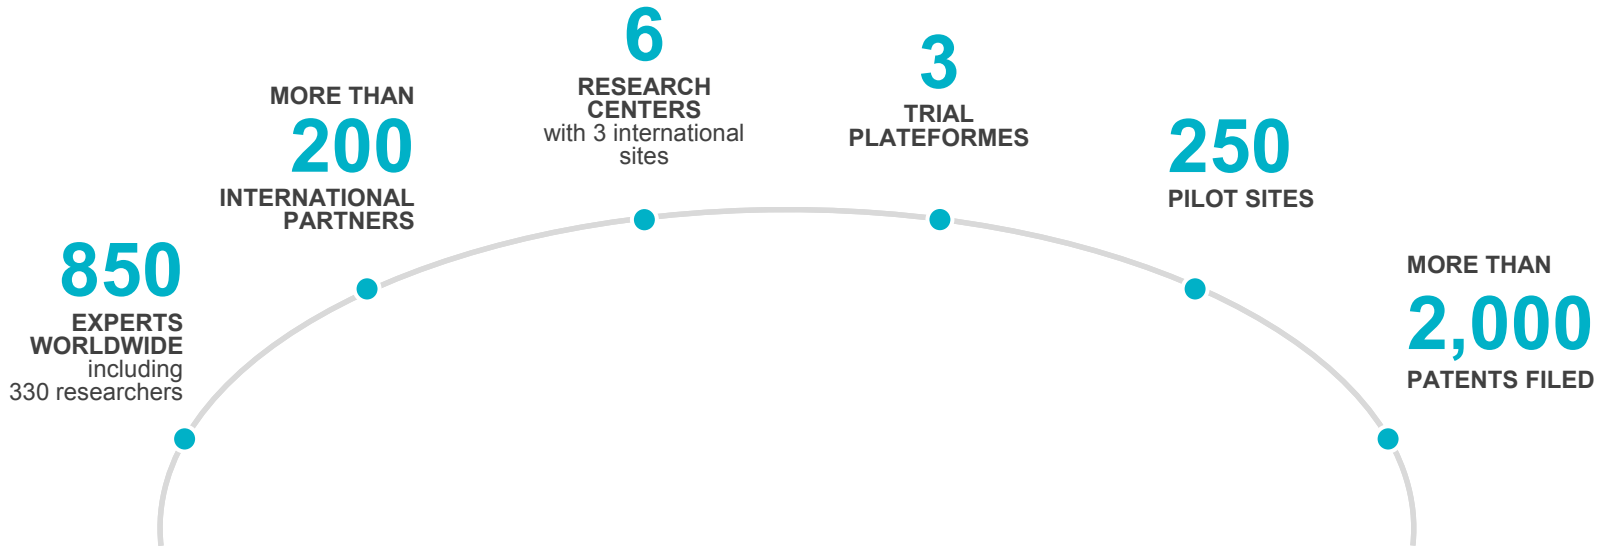 850
EXPERTS
WORLDWIDE
including
330 researchers
MORE THAN
200
INTERNATIONAL
PARTNERS
6
RESEARCH
CENTERS
with 3 international
sites
3
TRIAL
PLATEFORMES
250
PILOT SITES
MORE THAN
2,000
PATENTS FILED